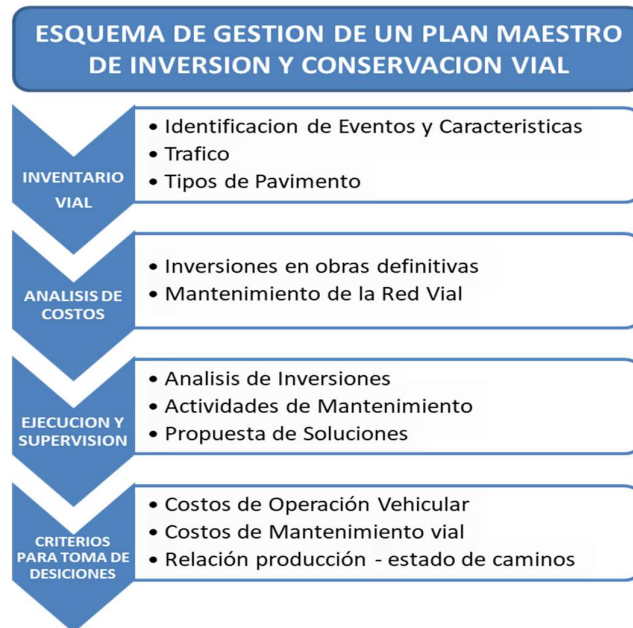 ESQUEMA DE GESTION DE UN PLAN MAESTRO
DE INVERSION Y CONSERVACION VIAL
INVENTARIO
VIAL
• Identificacion de Eventos y Caracteristicas
• Trafico
• Tipos de Pavimento
ANALISIS DE
COSTOS
• Inversiones en obras definitivas
• Mantenimiento de la Red Vial
EJECUCION Y
SUPERVISION
• Analisis de Inversiones
• Actividades de Mantenimiento
• Propuesta de Soluciones
CRITERIOS
PARA TOMA DE
DESICIONES
• Costos de Operación Vehicular
• Costos de Mantenimiento vial
• Relación producción - estado de caminos